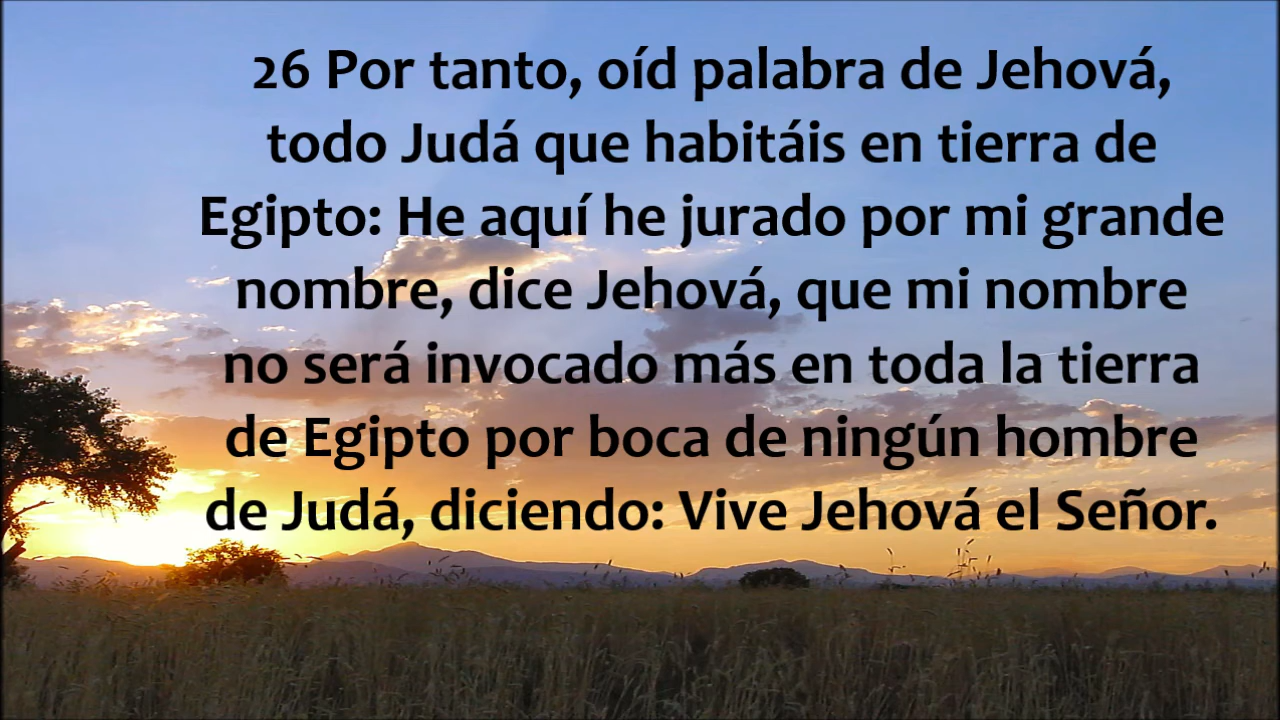 26 Por tanto, oíd palabra de Jehová,
todo Judá que habitáis en tierra de
Egipto: He aquí he jurado por mi grande
nombre, dice Jehová, que mi nombre
no será invocado más en toda la tierra
de Egipto por boca de ningún hombre
de Judá, diciendo: Vive Jehová el Señor.